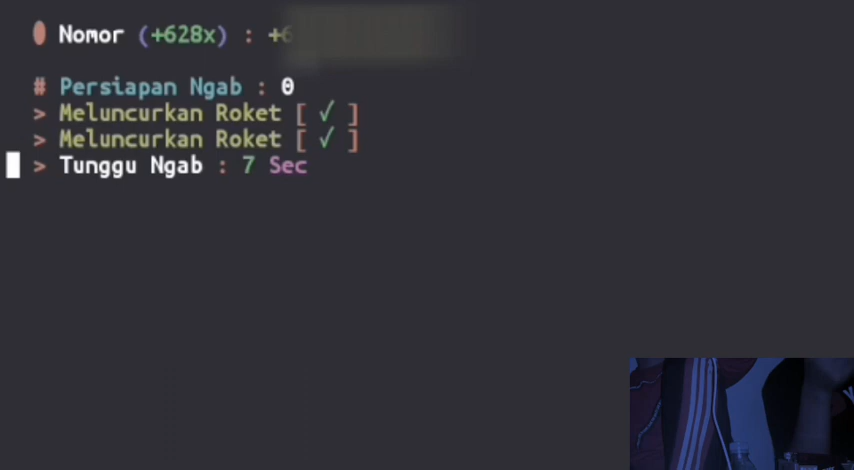 Nomor (+628x) : +6
# Persiapan Ngab : 0
> Meluncurkan Roket [ ✓ ]
> Meluncurkan Roket [ ✓ ]
> Tunggu Ngab : 7 Sec